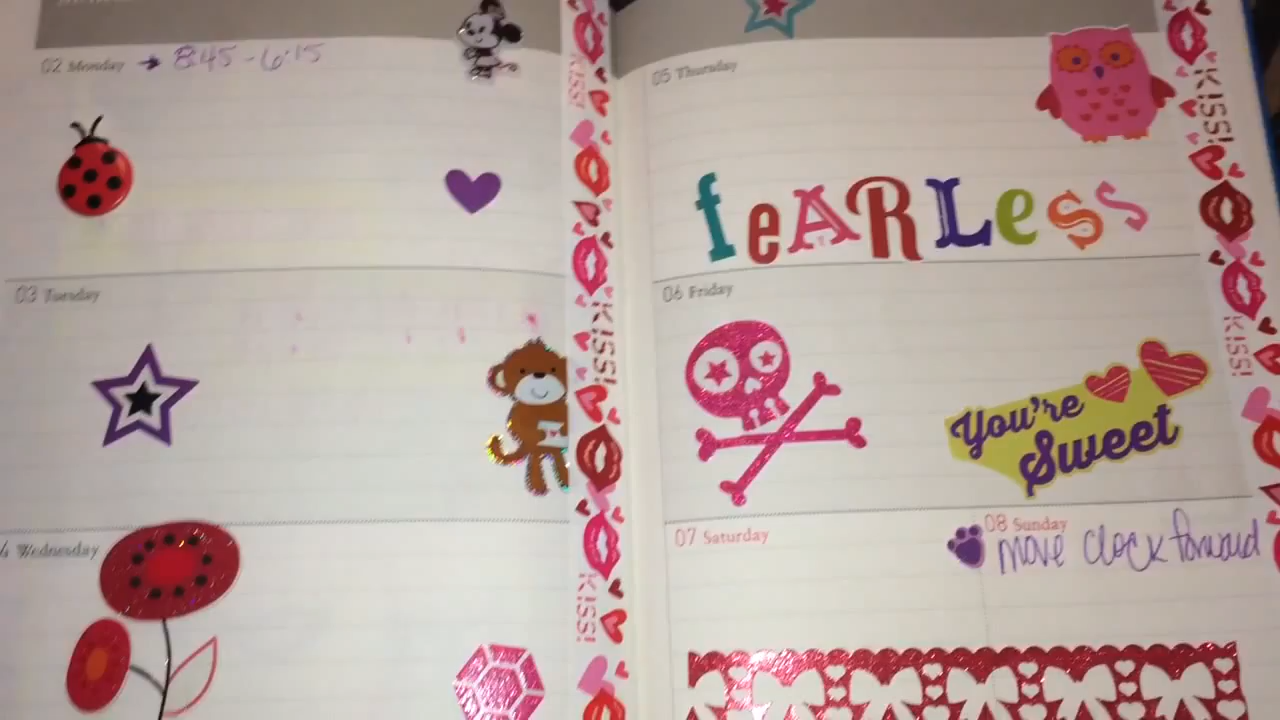 02 Monday → 8:45 - 6:15
03 Tuesday
4 Wednesday
KISS!
KISS!
KISS!
05 Thursday
feARLess
06 Friday
You're
Sweet
07 Saturday
08 Sunday
move clock forward
KISS!
KISS!